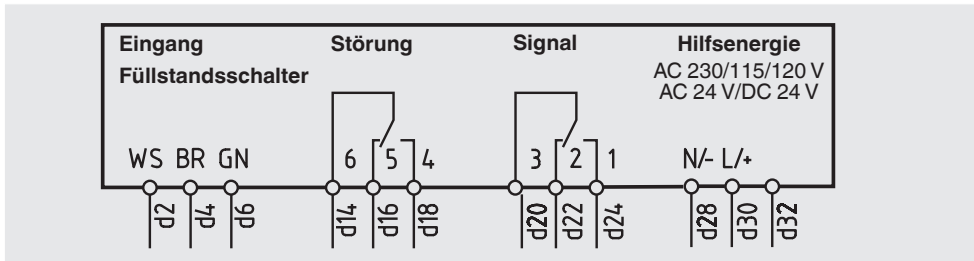 Eingang Störung Signal Hilfsenergie
Füllstandsschalter AC 230/115/120 V
AC 24 V/DC 24 V
WS BR GN 6 5 4 3 2 1 N/- L/+
d2 d4 d6 d14 d16 d18 d20 d22 d24 d28 d30 d32